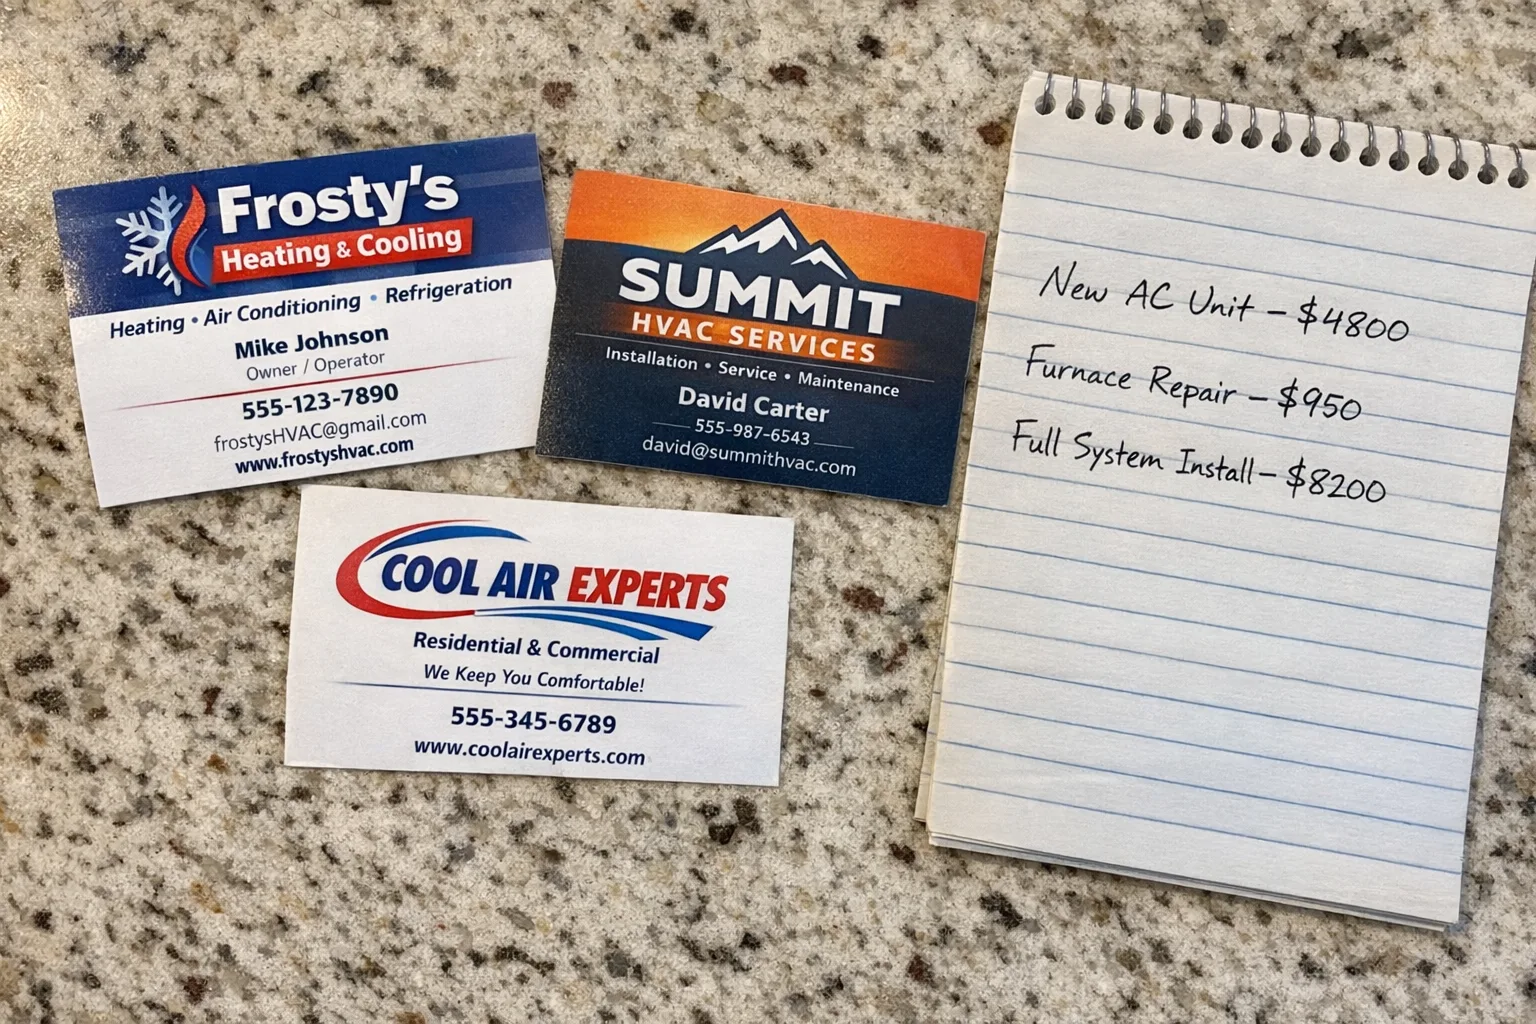 Frosty's
Heating & Cooling
Heating • Air Conditioning • Refrigeration
Mike Johnson
Owner / Operator
555-123-7890
frostysHVAC@gmail.com
www.frostyshvac.com
SUMMIT
HVAC SERVICES
Installation • Service • Maintenance
David Carter
555-987-6543
david@summithvac.com
COOL AIR EXPERTS
Residential & Commercial
We Keep You Comfortable!
555-345-6789
www.coolairexperts.com
New AC Unit – $4800
Furnace Repair – $950
Full System Install – $8200